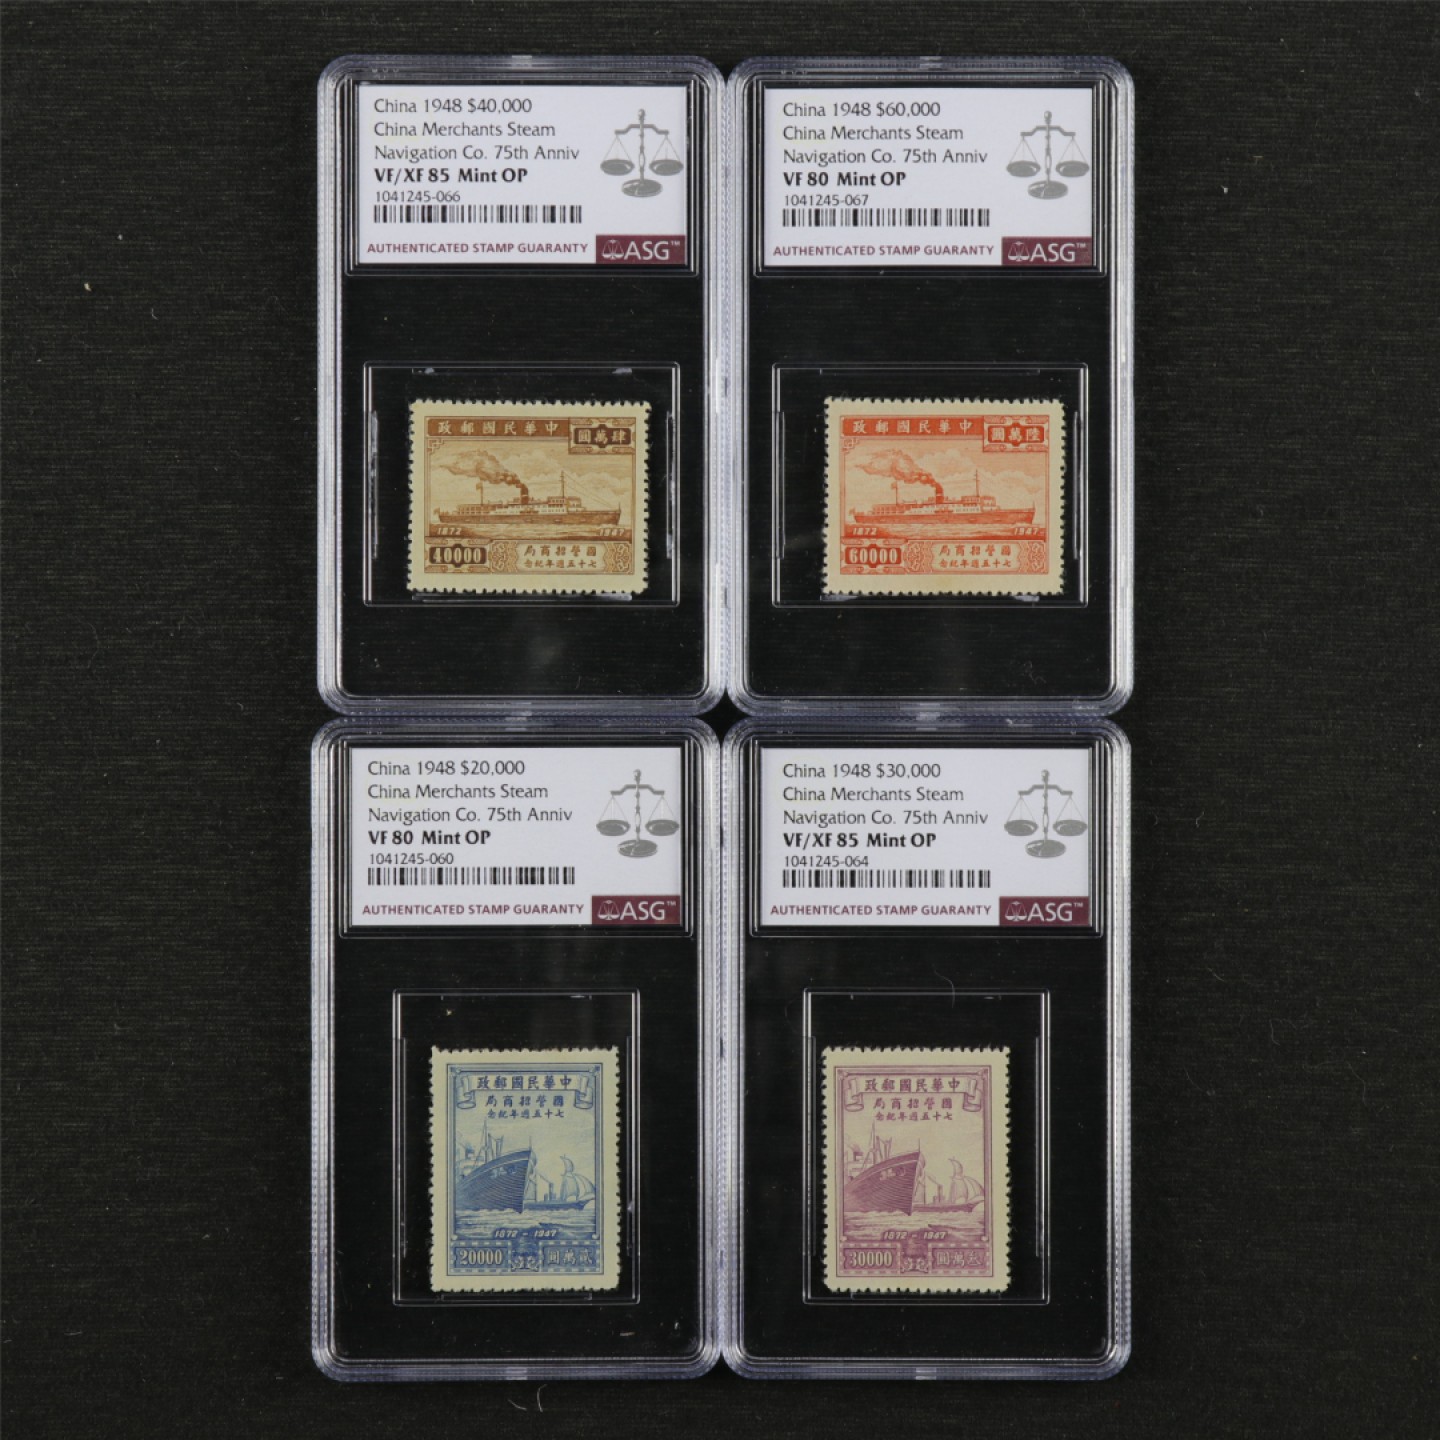 China 1948 $40,000
China Merchants Steam
Navigation Co. 75th Anniv
VF/XF 85 Mint OP
1041245-066
AUTHENTICATED STAMP GUARANTY ASG™
政郵國民華中
圓萬肆
1872 1947
40000
局商招營國
念紀年週五十七
China 1948 $60,000
China Merchants Steam
Navigation Co. 75th Anniv
VF 80 Mint OP
1041245-067
AUTHENTICATED STAMP GUARANTY ASG™
政郵國民華中
圓萬陸
1872 1947
60000
局商招營國
念紀年週五十七
China 1948 $20,000
China Merchants Steam
Navigation Co. 75th Anniv
VF 80 Mint OP
1041245-060
AUTHENTICATED STAMP GUARANTY ASG™
政郵國民華中
局商招營國
念紀年週五十七
1872 - 1947
20000 圓萬貳
China 1948 $30,000
China Merchants Steam
Navigation Co. 75th Anniv
VF/XF 85 Mint OP
1041245-064
AUTHENTICATED STAMP GUARANTY ASG™
政郵國民華中
局商招營國
念紀年週五十七
1872 - 1947
30000 圓萬叁